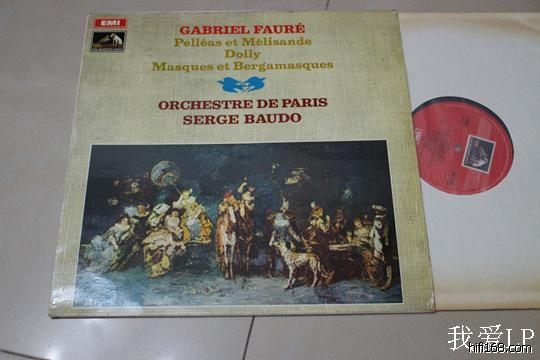 EMI
GABRIEL FAURÉ
Pelléas et Mélisande
Dolly
Masques et Bergamasques
ORCHESTRE DE PARIS
SERGE BAUDO
EMI
我爱LP
hifi168.com